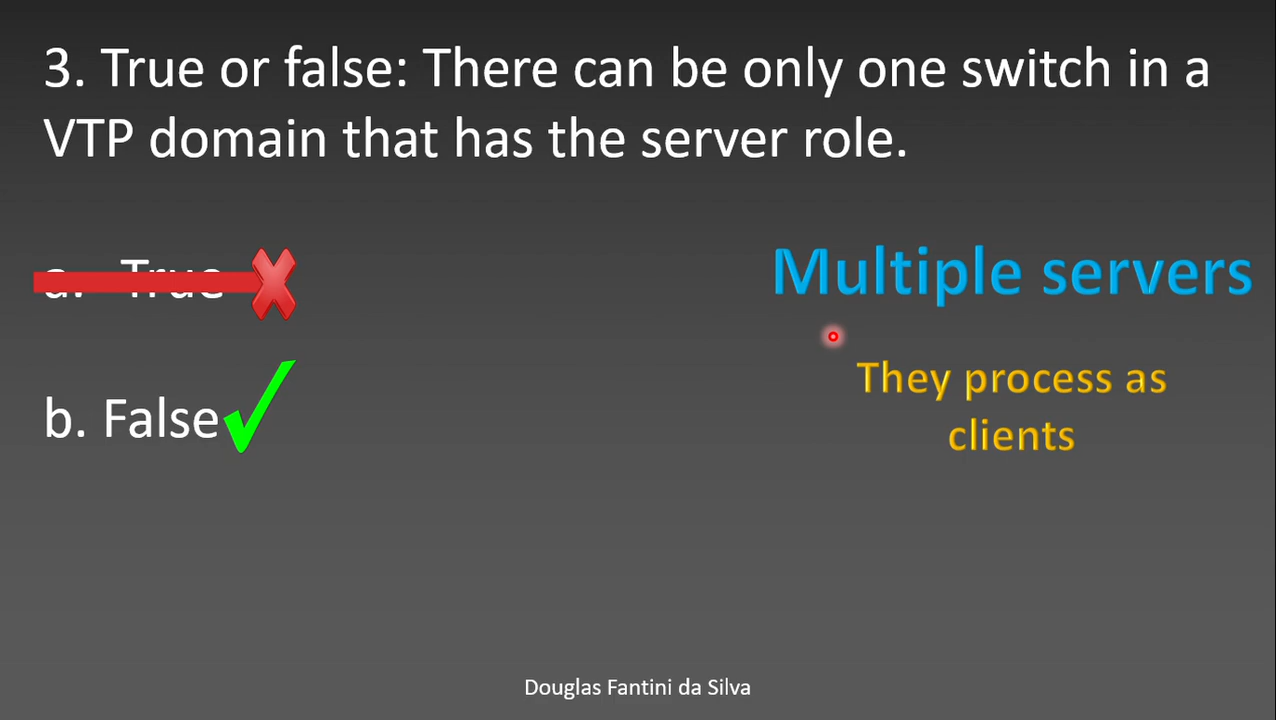 3. True or false: There can be only one switch in a
VTP domain that has the server role.
a. True
Multiple servers
They process as
clients
b. False
Douglas Fantini da Silva